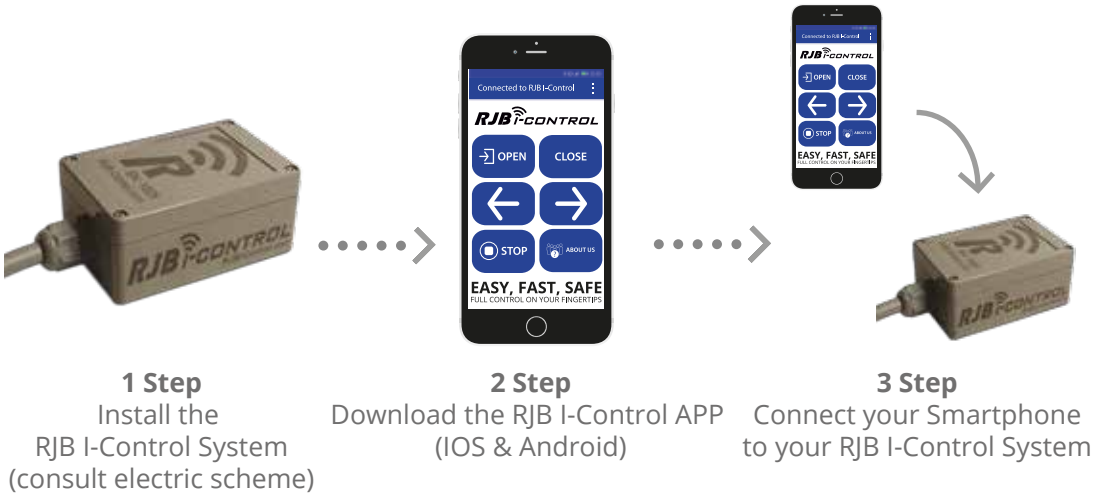 RJB i-CONTROL
Connected to RJB I-Control
RJB i-CONTROL
OPEN
CLOSE
STOP
ABOUT US
EASY, FAST, SAFE
FULL CONTROL ON YOUR FINGERTIPS
Connected to RJB I-Control
RJB i-CONTROL
OPEN
CLOSE
STOP
ABOUT US
EASY, FAST, SAFE
FULL CONTROL ON YOUR FINGERTIPS
RJB i-CONTROL
1 Step
Install the
RJB I-Control System
(consult electric scheme)
2 Step
Download the RJB I-Control APP
(IOS & Android)
3 Step
Connect your Smartphone
to your RJB I-Control System